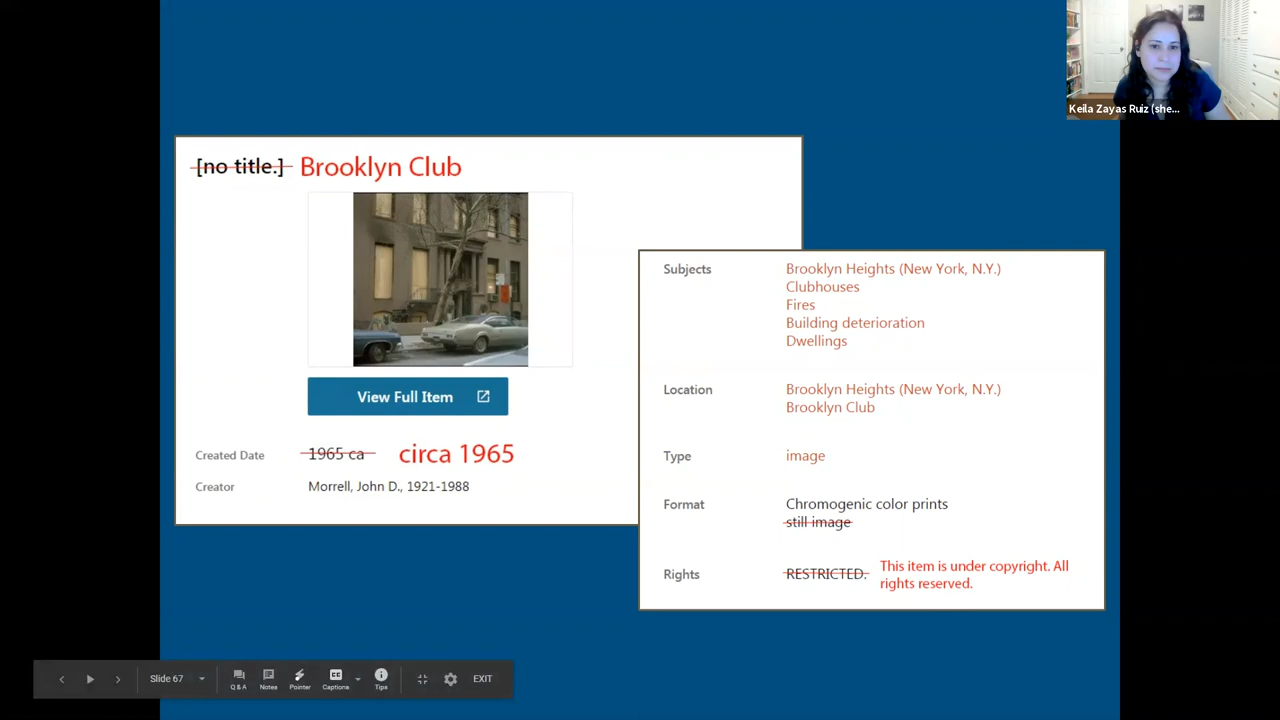 Keila Zayas Ruiz (she...
[no title.] Brooklyn Club
View Full Item
Created Date 1965 ca circa 1965
Creator Morrell, John D., 1921-1988
Subjects Brooklyn Heights (New York, N.Y.)
Clubhouses
Fires
Building deterioration
Dwellings
Location Brooklyn Heights (New York, N.Y.)
Brooklyn Club
Type image
Format Chromogenic color prints
still image
Rights RESTRICTED. This item is under copyright. All
rights reserved.
Slide 67 Q & A Notes Pointer Captions Tips EXIT